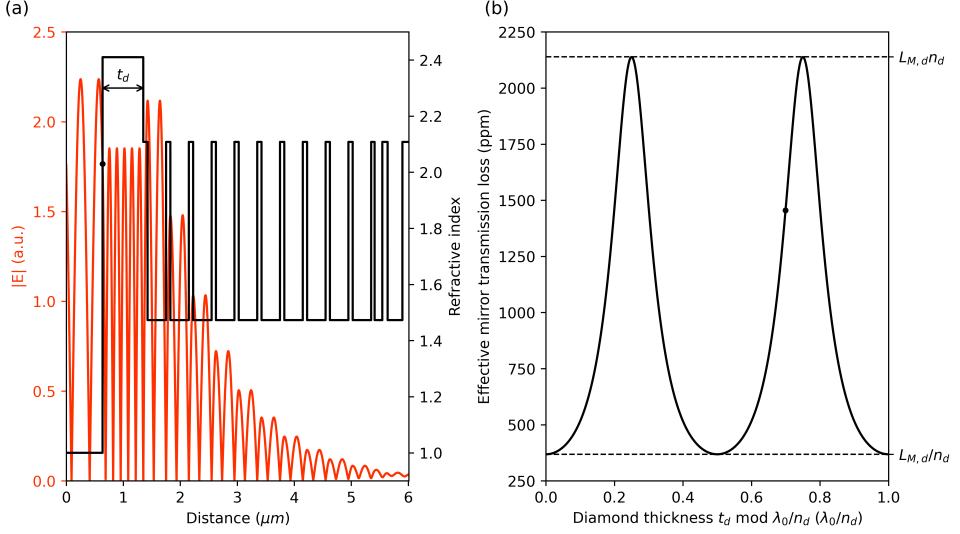 (a)
2.5
2.0
1.5
1.0
0.5
0.0
|E| (a.u.)
t_d
2.4
2.2
2.0
1.8
1.6
1.4
1.2
1.0
Refractive index
0 1 2 3 4 5 6
Distance (μm)
(b)
2250
2000
1750
1500
1250
1000
750
500
250
Effective mirror transmission loss (ppm)
L_{M,d}n_d
L_{M,d}/n_d
0.0 0.2 0.4 0.6 0.8 1.0
Diamond thickness t_d mod λ_0/n_d (λ_0/n_d)